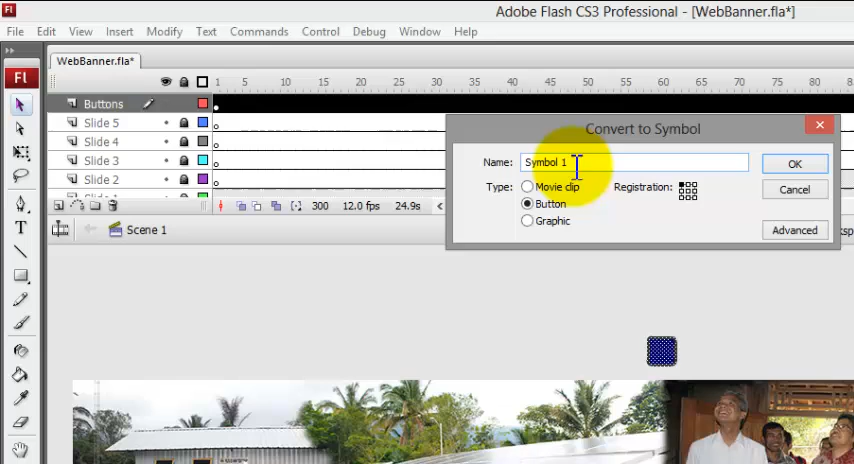 Adobe Flash CS3 Professional - [WebBanner.fla*]
Fl
File Edit View Insert Modify Text Commands Control Debug Window Help
Fl
WebBanner.fla*
1 5 10 15 20 25 30 35 40 45 50 55 60 65 70 75 80
Buttons
Slide 5
Slide 4
Slide 3
Slide 2
300 12.0 fps 24.9s
Scene 1
Convert to Symbol
Name: Symbol 1
OK
Type: Movie clip Registration:
Cancel
Button
Graphic
Advanced
T